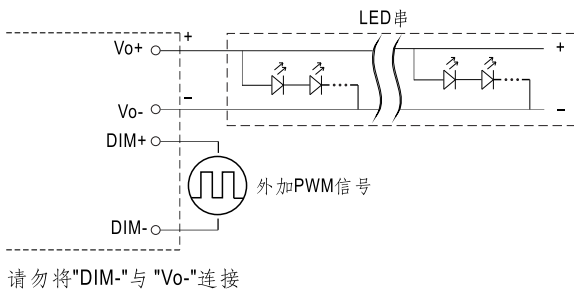 LED串
Vo+
+
+
Vo-
−
−
DIM+
外加PWM信号
DIM-
请勿将"DIM-"与 "Vo-"连接